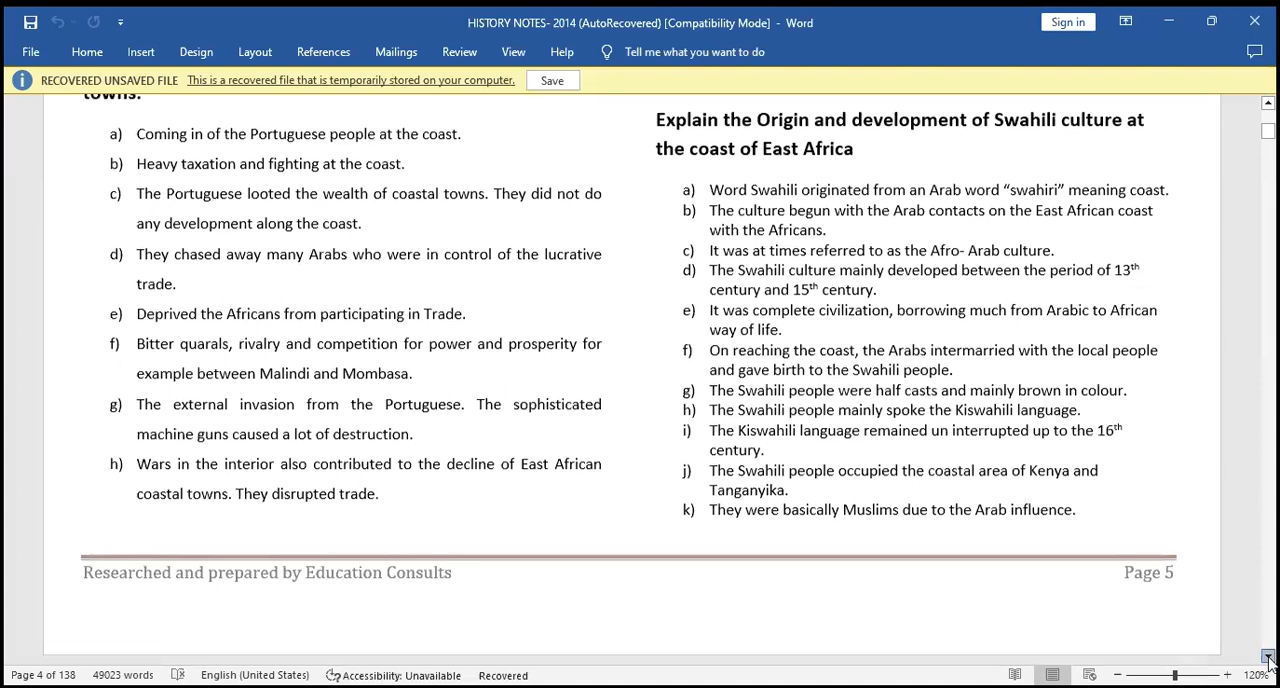 HISTORY NOTES- 2014 (AutoRecovered) [Compatibility Mode] - Word
Sign in
File Home Insert Design Layout References Mailings Review View Help Tell me what you want to do
RECOVERED UNSAVED FILE This is a recovered file that is temporarily stored on your computer. Save
towns.
a) Coming in of the Portuguese people at the coast.
b) Heavy taxation and fighting at the coast.
c) The Portuguese looted the wealth of coastal towns. They did not do
any development along the coast.
d) They chased away many Arabs who were in control of the lucrative
trade.
e) Deprived the Africans from participating in Trade.
f) Bitter quarals, rivalry and competition for power and prosperity for
example between Malindi and Mombasa.
g) The external invasion from the Portuguese. The sophisticated
machine guns caused a lot of destruction.
h) Wars in the interior also contributed to the decline of East African
coastal towns. They disrupted trade.
Explain the Origin and development of Swahili culture at
the coast of East Africa
a) Word Swahili originated from an Arab word “swahiri” meaning coast.
b) The culture begun with the Arab contacts on the East African coast
with the Africans.
c) It was at times referred to as the Afro- Arab culture.
d) The Swahili culture mainly developed between the period of 13th
century and 15th century.
e) It was complete civilization, borrowing much from Arabic to African
way of life.
f) On reaching the coast, the Arabs intermarried with the local people
and gave birth to the Swahili people.
g) The Swahili people were half casts and mainly brown in colour.
h) The Swahili people mainly spoke the Kiswahili language.
i) The Kiswahili language remained un interrupted up to the 16th
century.
j) The Swahili people occupied the coastal area of Kenya and
Tanganyika.
k) They were basically Muslims due to the Arab influence.
Researched and prepared by Education Consults Page 5
Page 4 of 138 49023 words English (United States) Accessibility: Unavailable Recovered 120%